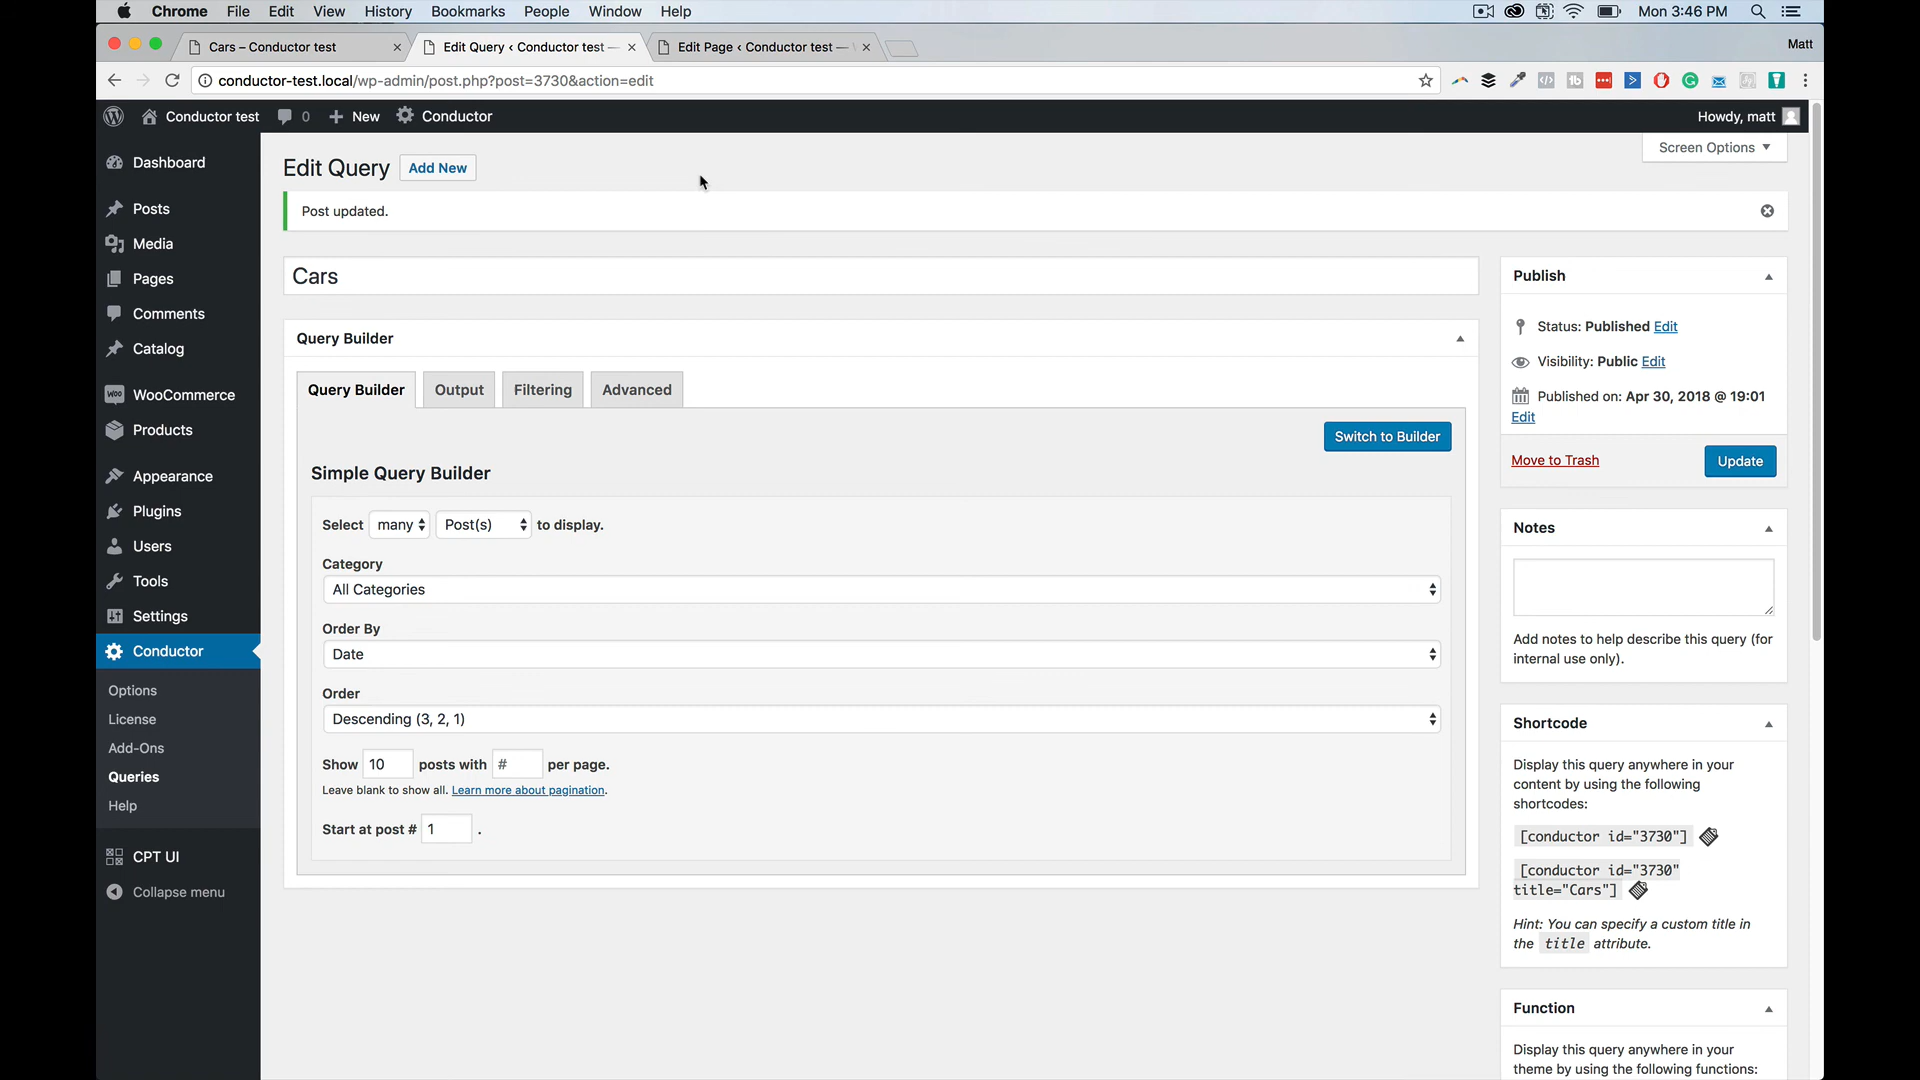 Chrome File Edit View History Bookmarks People Window Help Mon 3:46 PM
Cars – Conductor test Edit Query ‹ Conductor test — Edit Page ‹ Conductor test — Matt
conductor-test.local/wp-admin/post.php?post=3730&action=edit
Conductor test 0 New Conductor Howdy, matt
Screen Options
Dashboard
Posts
Media
Pages
Comments
Catalog
WooCommerce
Products
Appearance
Plugins
Users
Tools
Settings
Conductor
Options
License
Add-Ons
Queries
Help
CPT UI
Collapse menu
Edit Query Add New
Post updated.
Cars
Query Builder
Query Builder Output Filtering Advanced
Switch to Builder
Simple Query Builder
Select many Post(s) to display.
Category
All Categories
Order By
Date
Order
Descending (3, 2, 1)
Show 10 posts with # per page.
Leave blank to show all. Learn more about pagination.
Start at post # 1 .
Publish
Status: Published Edit
Visibility: Public Edit
Published on: Apr 30, 2018 @ 19:01
Edit
Move to Trash Update
Notes
Add notes to help describe this query (for
internal use only).
Shortcode
Display this query anywhere in your
content by using the following
shortcodes:
[conductor id="3730"]
[conductor id="3730"
title="Cars"]
Hint: You can specify a custom title in
the title attribute.
Function
Display this query anywhere in your
theme by using the following functions: